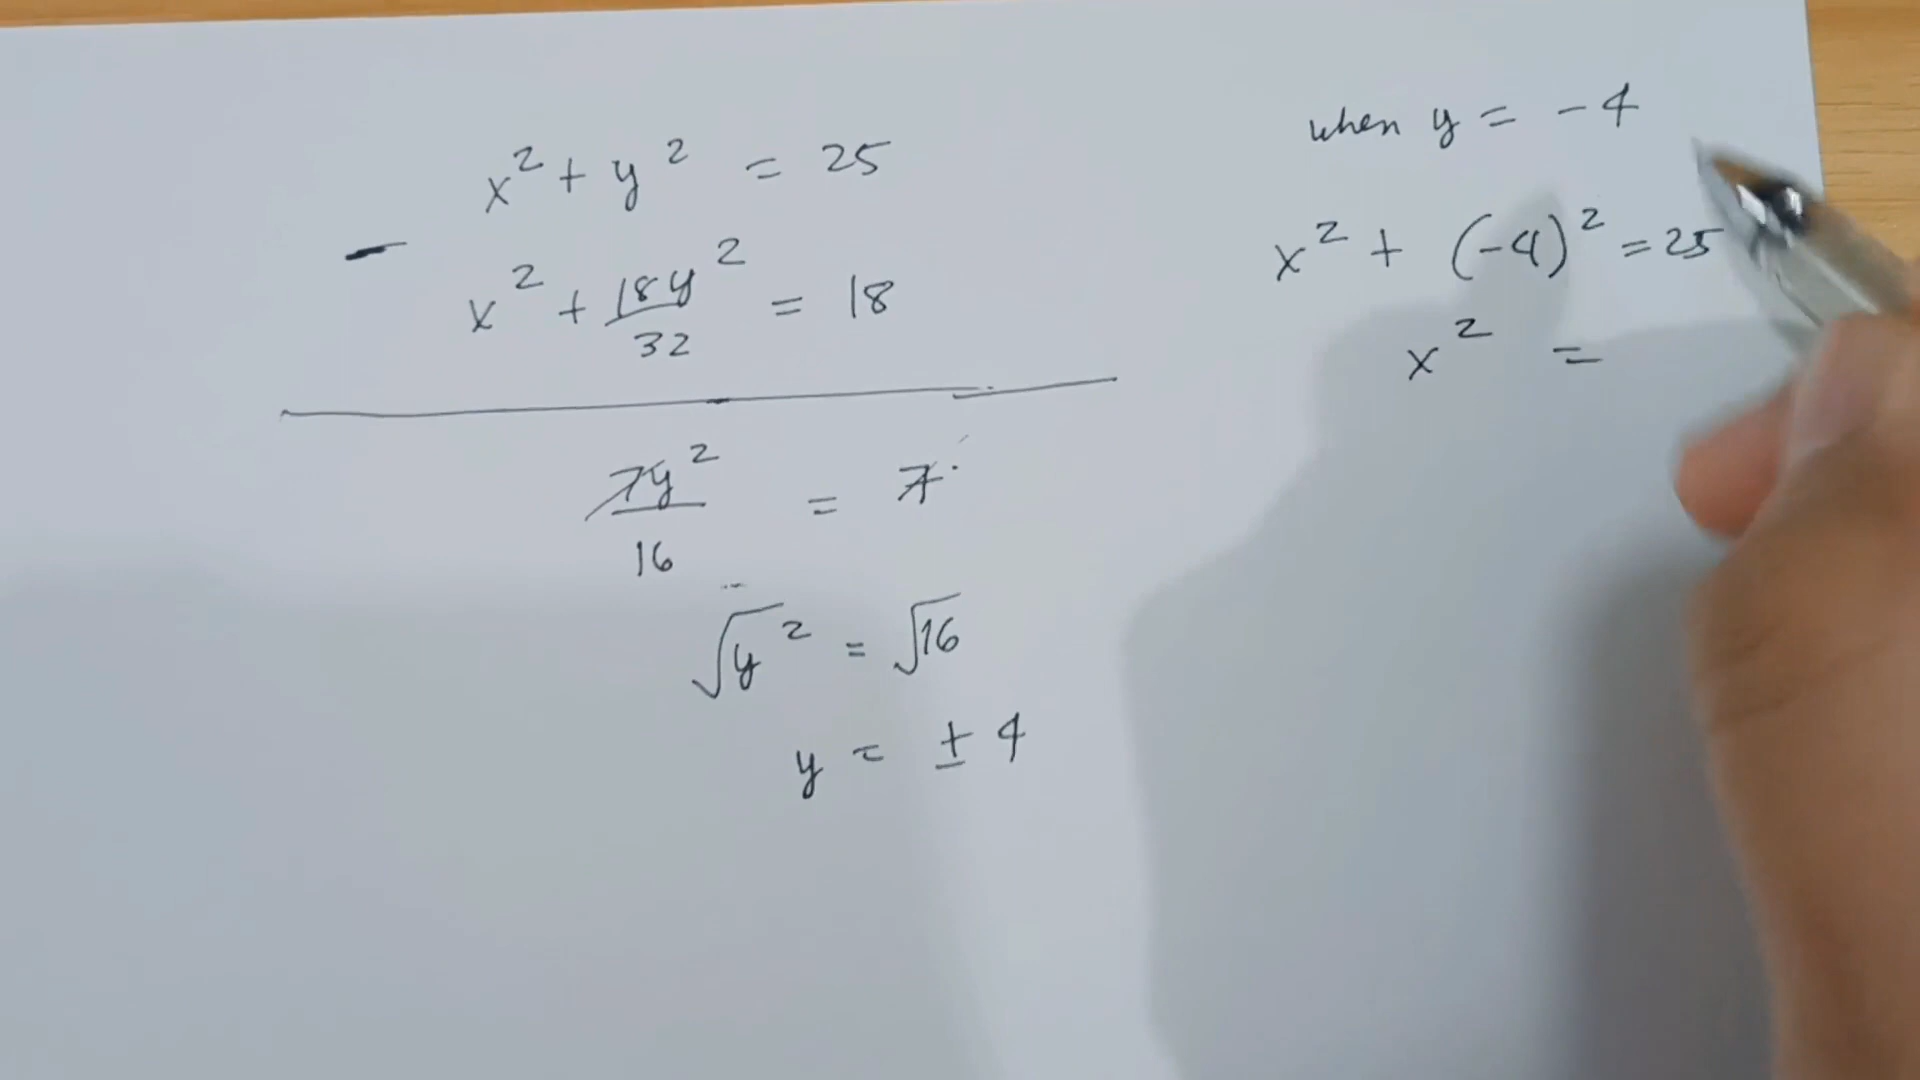 x² + y² = 25
- x² + 18y²/32 = 18
7y²/16 = 7
√y² = √16
y = ± 4
when y = -4
x² + (-4)² = 25
x² =